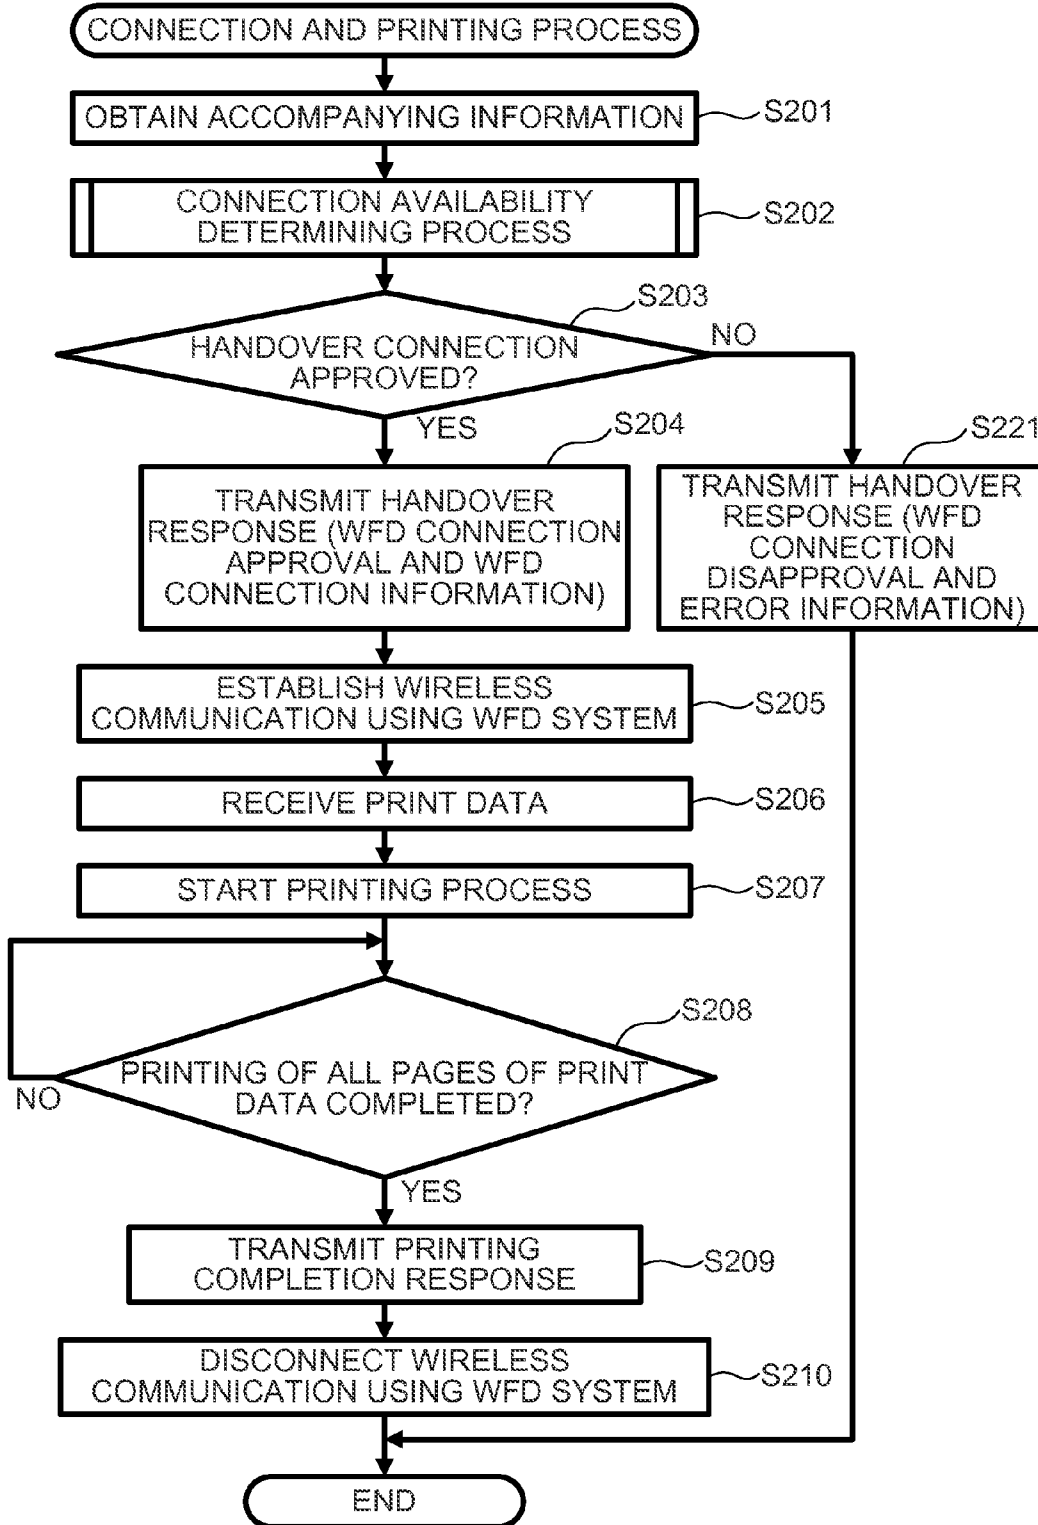 CONNECTION AND PRINTING PROCESS
OBTAIN ACCOMPANYING INFORMATION
S201
CONNECTION AVAILABILITY
DETERMINING PROCESS
S202
S203
HANDOVER CONNECTION
APPROVED?
NO
YES
S204
TRANSMIT HANDOVER
RESPONSE (WFD CONNECTION
APPROVAL AND WFD
CONNECTION INFORMATION)
S221
TRANSMIT HANDOVER
RESPONSE (WFD
CONNECTION
DISAPPROVAL AND
ERROR INFORMATION)
ESTABLISH WIRELESS
COMMUNICATION USING WFD SYSTEM
S205
RECEIVE PRINT DATA
S206
START PRINTING PROCESS
S207
S208
PRINTING OF ALL PAGES OF PRINT
DATA COMPLETED?
NO
YES
TRANSMIT PRINTING
COMPLETION RESPONSE
S209
DISCONNECT WIRELESS
COMMUNICATION USING WFD SYSTEM
S210
END